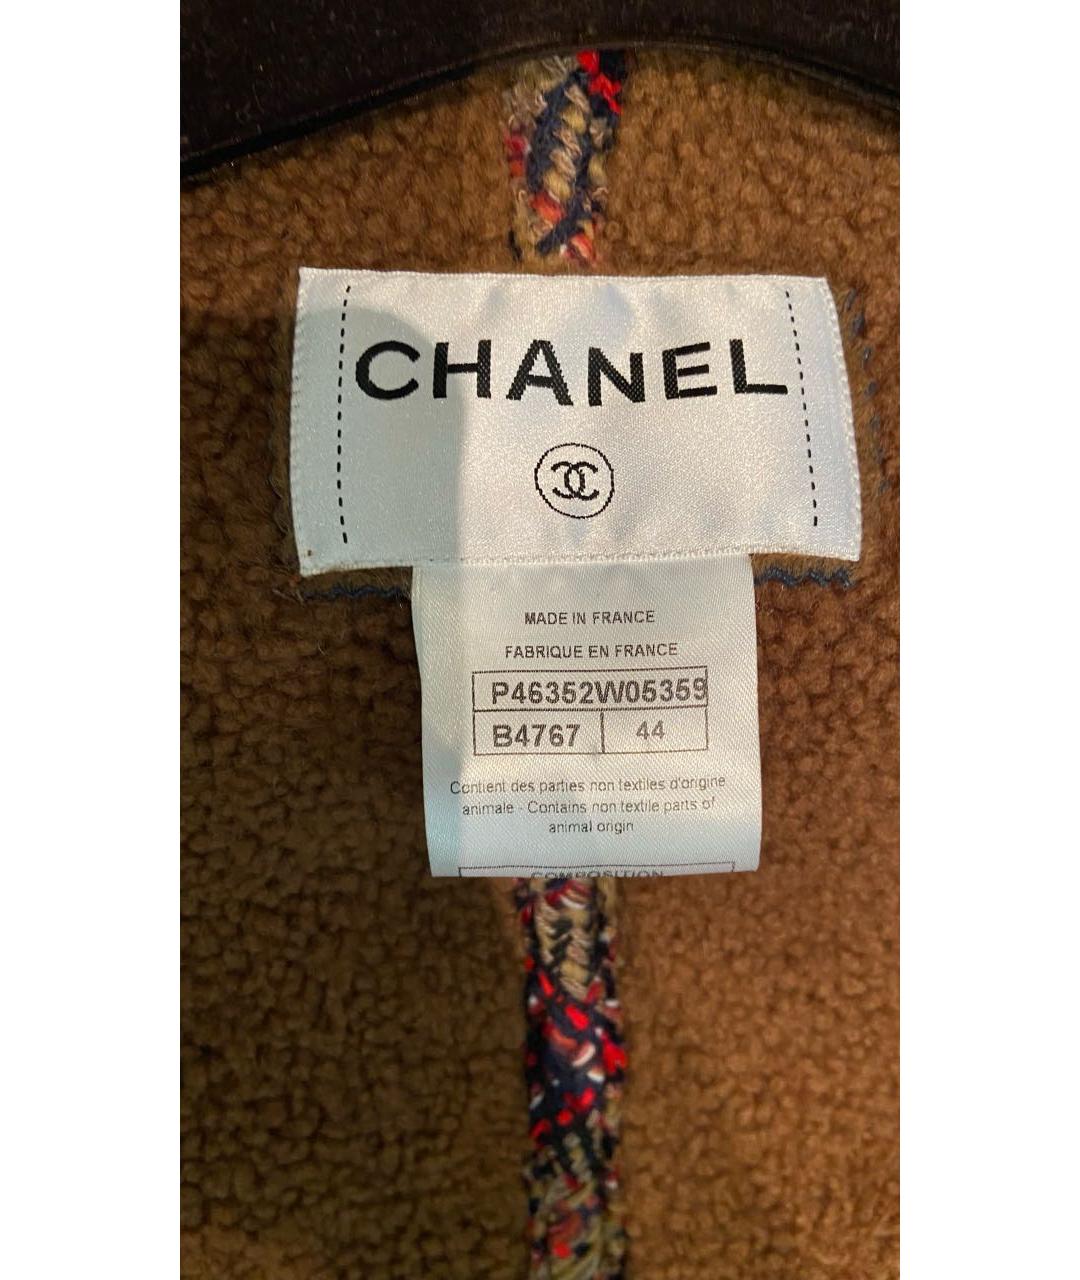 CHANEL
MADE IN FRANCE
FABRIQUE EN FRANCE
P46352W05359
B4767 44
Contient des parties non textiles d'origine
animale - Contains non textile parts of
animal origin
COMPOSITION